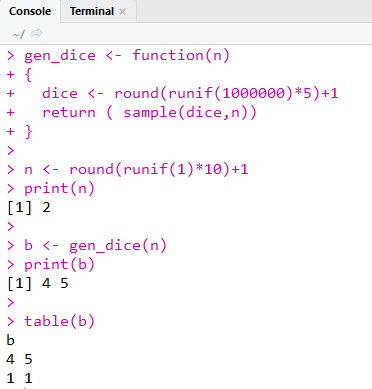 Console Terminal ×
~/
> gen_dice <- function(n)
+ {
+   dice <- round(runif(1000000)*5)+1
+   return ( sample(dice,n))
+ }
>
> n <- round(runif(1)*10)+1
> print(n)
[1] 2
>
> b <- gen_dice(n)
> print(b)
[1] 4 5
>
> table(b)
b
4 5
1 1